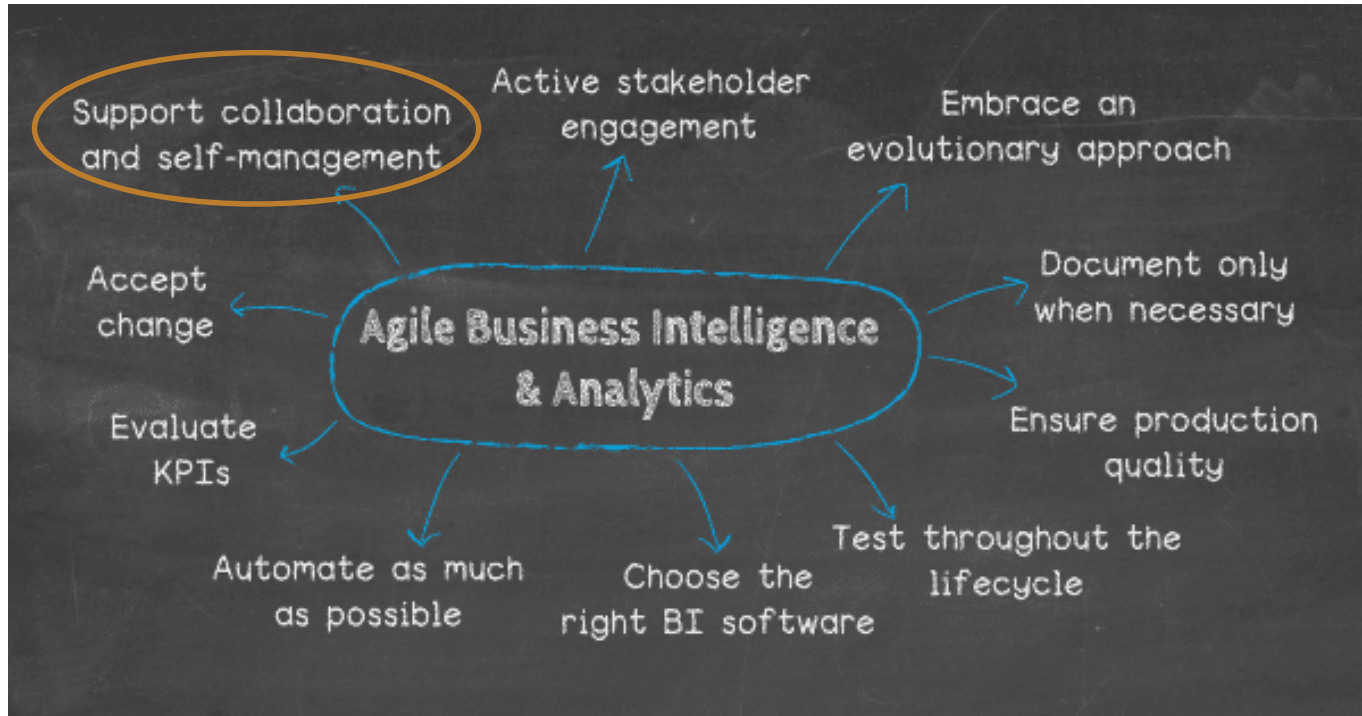 Support collaboration
and self-management
Active stakeholder
engagement
Embrace an
evolutionary approach
Accept
change
Agile Business Intelligence
& Analytics
Document only
when necessary
Evaluate
KPIs
Ensure production
quality
Automate as much
as possible
Choose the
right BI software
Test throughout the
lifecycle